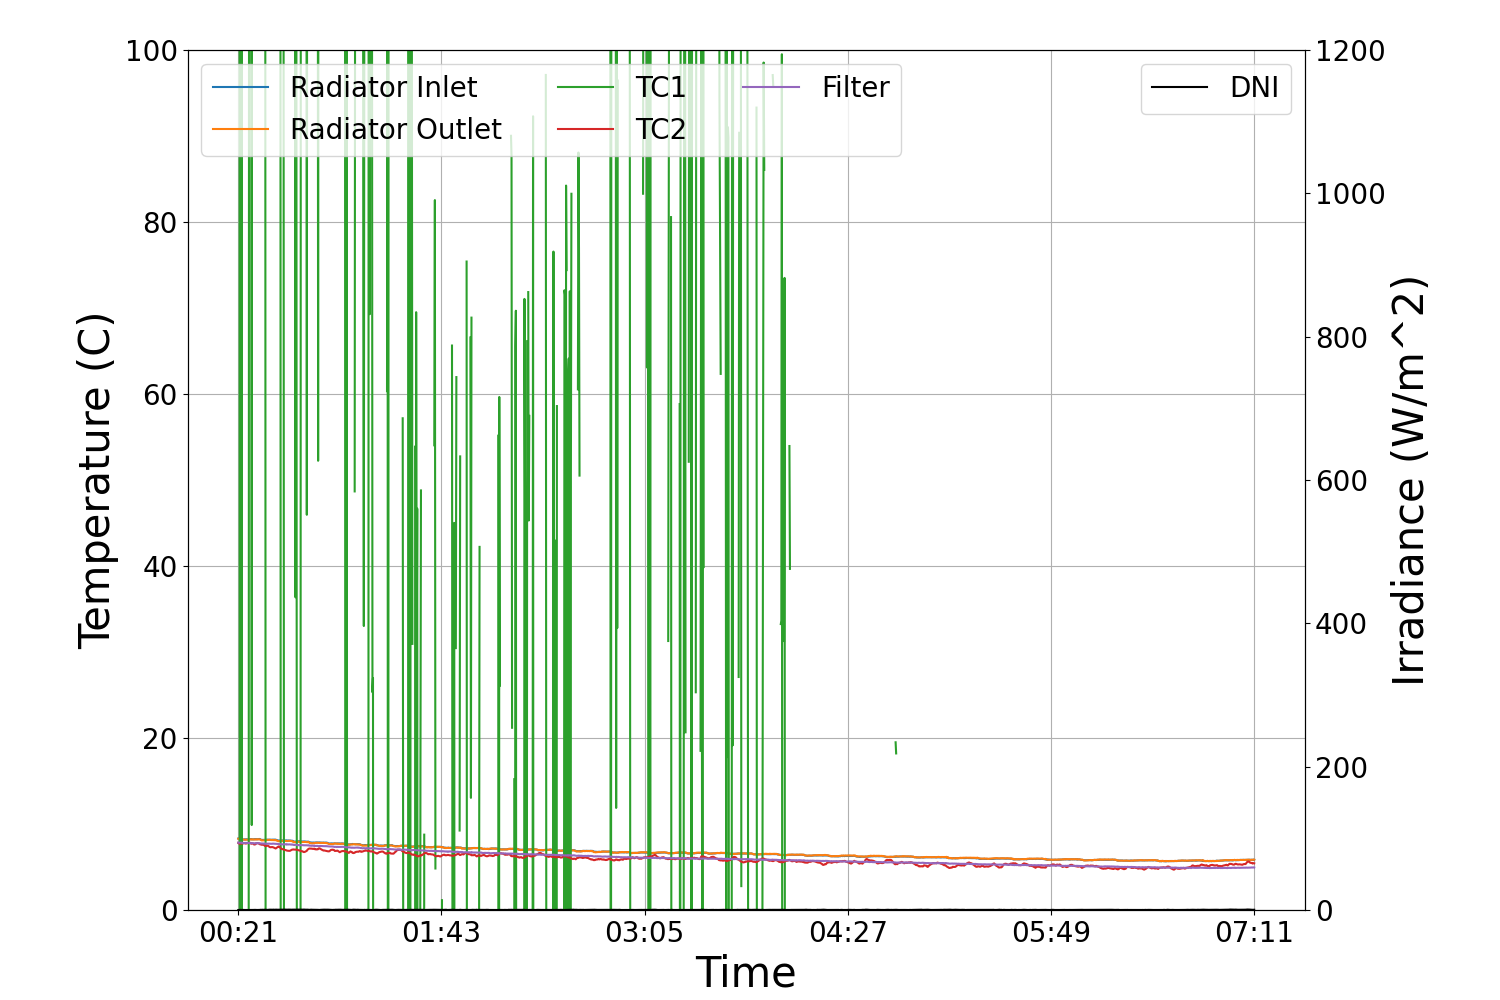 100
80
60
40
20
0
Temperature (C)
Radiator Inlet
Radiator Outlet
TC1
TC2
Filter
DNI
1200
1000
800
600
400
200
0
Irradiance (W/m^2)
00:21 01:43 03:05 04:27 05:49 07:11
Time